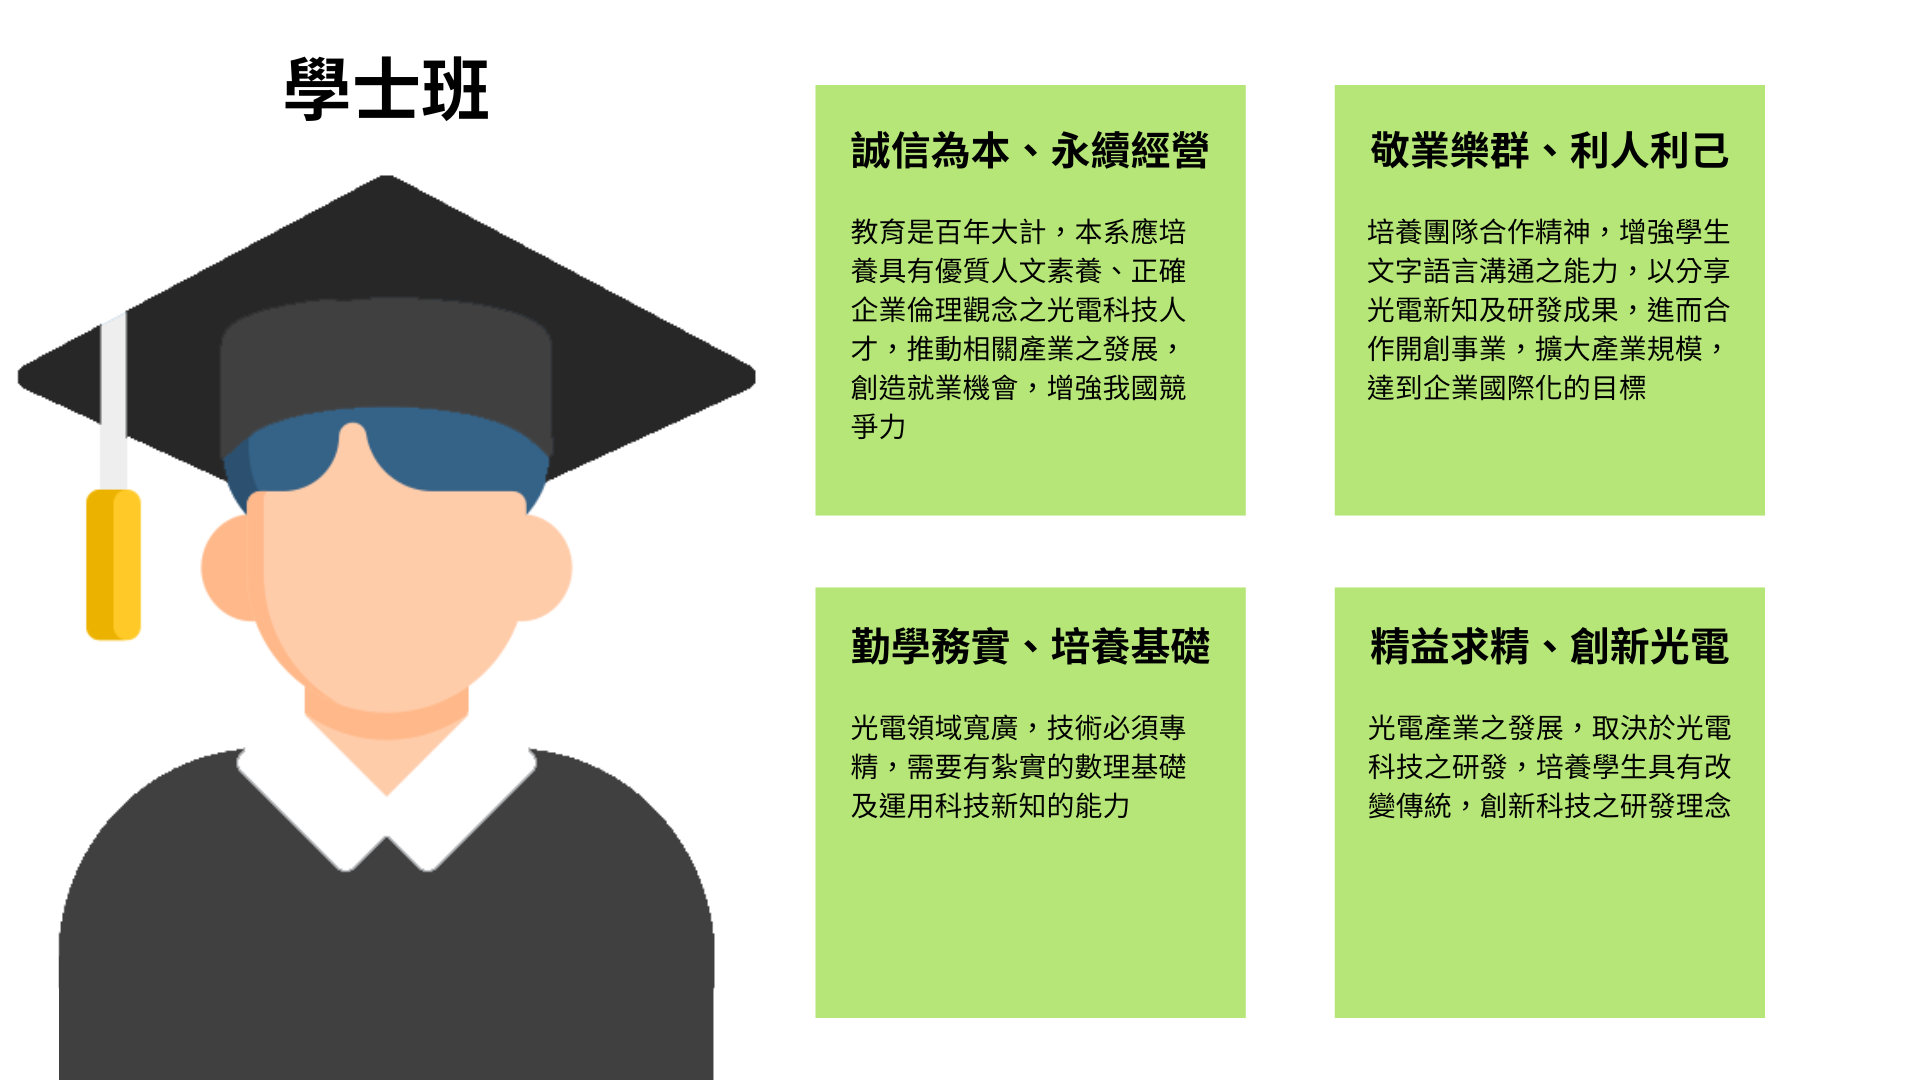 學士班
誠信為本、永續經營
教育是百年大計，本系應培
養具有優質人文素養、正確
企業倫理觀念之光電科技人
才，推動相關產業之發展，
創造就業機會，增強我國競
爭力
敬業樂群、利人利己
培養團隊合作精神，增強學生
文字語言溝通之能力，以分享
光電新知及研發成果，進而合
作開創事業，擴大產業規模，
達到企業國際化的目標
勤學務實、培養基礎
光電領域寬廣，技術必須專
精，需要有紮實的數理基礎
及運用科技新知的能力
精益求精、創新光電
光電產業之發展，取決於光電
科技之研發，培養學生具有改
變傳統，創新科技之研發理念